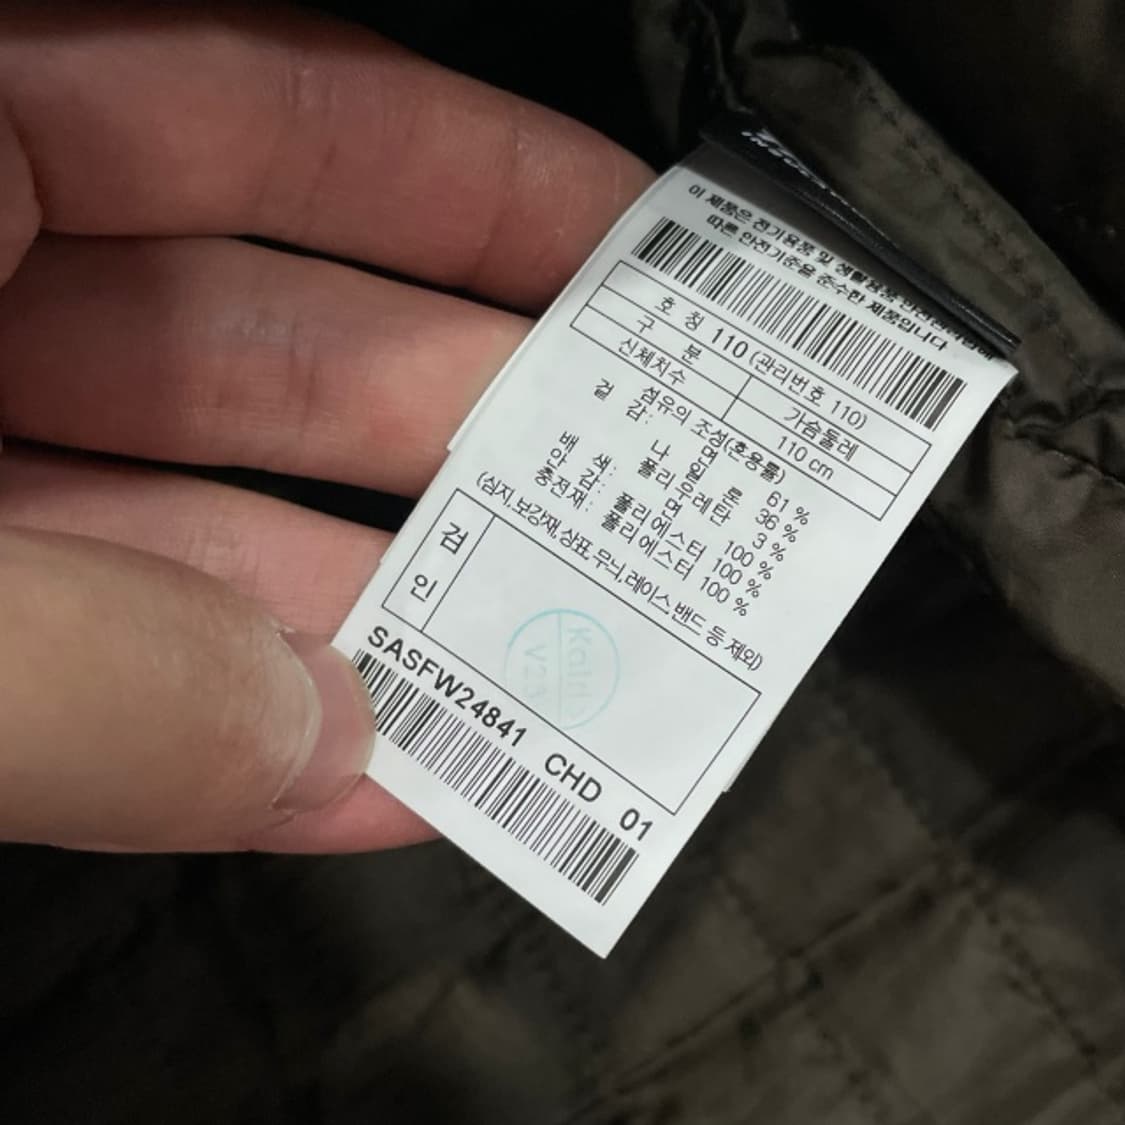 이 제품은 전기용품 및 생활용품 안전관리법에
따른 안전기준을 준수한 제품입니다
호 칭 110 (관리번호 110)
구 분 가슴둘레
신체치수 110 cm
섬유의 조성(혼용률)
겉 감: 면 61 %
나 일 론 36 %
폴리우레탄 3 %
배 색: 면 100 %
안 감: 폴리에스터 100 %
충전재: 폴리에스터 100 %
(심지,보강재,상표,무늬,레이스,밴드 등 제외)
검
인
SASFW24841 CHD 01